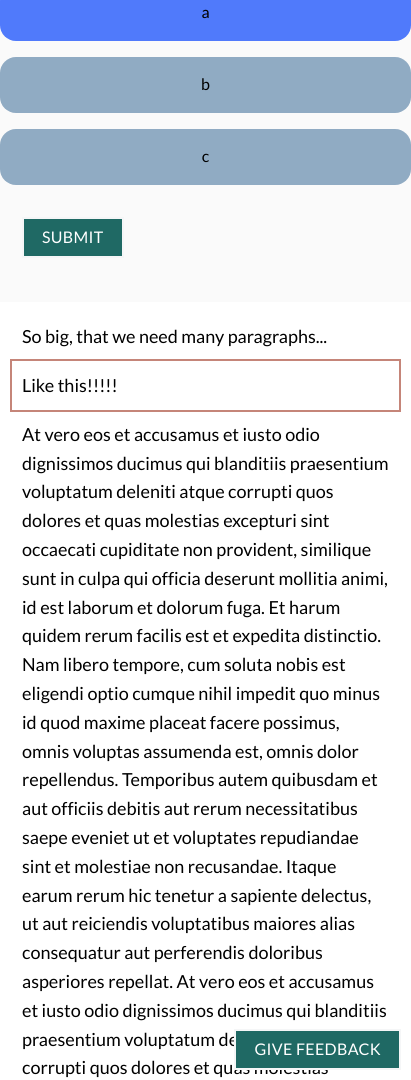 a
b
c
SUBMIT
So big, that we need many paragraphs...
Like this!!!!!
At vero eos et accusamus et iusto odio
dignissimos ducimus qui blanditiis praesentium
voluptatum deleniti atque corrupti quos
dolores et quas molestias excepturi sint
occaecati cupiditate non provident, similique
sunt in culpa qui officia deserunt mollitia animi,
id est laborum et dolorum fuga. Et harum
quidem rerum facilis est et expedita distinctio.
Nam libero tempore, cum soluta nobis est
eligendi optio cumque nihil impedit quo minus
id quod maxime placeat facere possimus,
omnis voluptas assumenda est, omnis dolor
repellendus. Temporibus autem quibusdam et
aut officiis debitis aut rerum necessitatibus
saepe eveniet ut et voluptates repudiandae
sint et molestiae non recusandae. Itaque
earum rerum hic tenetur a sapiente delectus,
ut aut reiciendis voluptatibus maiores alias
consequatur aut perferendis doloribus
asperiores repellat. At vero eos et accusamus
et iusto odio dignissimos ducimus qui blanditiis
praesentium voluptatum
GIVE FEEDBACK
corrupti quos dolores et quas molestias